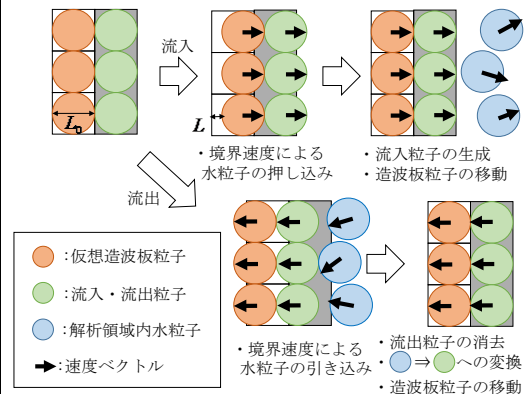 流入
L₀
L
・境界速度による
水粒子の押し込み
・流入粒子の生成
・造波板粒子の移動
流出
:仮想造波板粒子
:流入・流出粒子
:解析領域内水粒子
:速度ベクトル
・境界速度による
水粒子の引き込み
・流出粒子の消去
・⇒への変換
・造波板粒子の移動